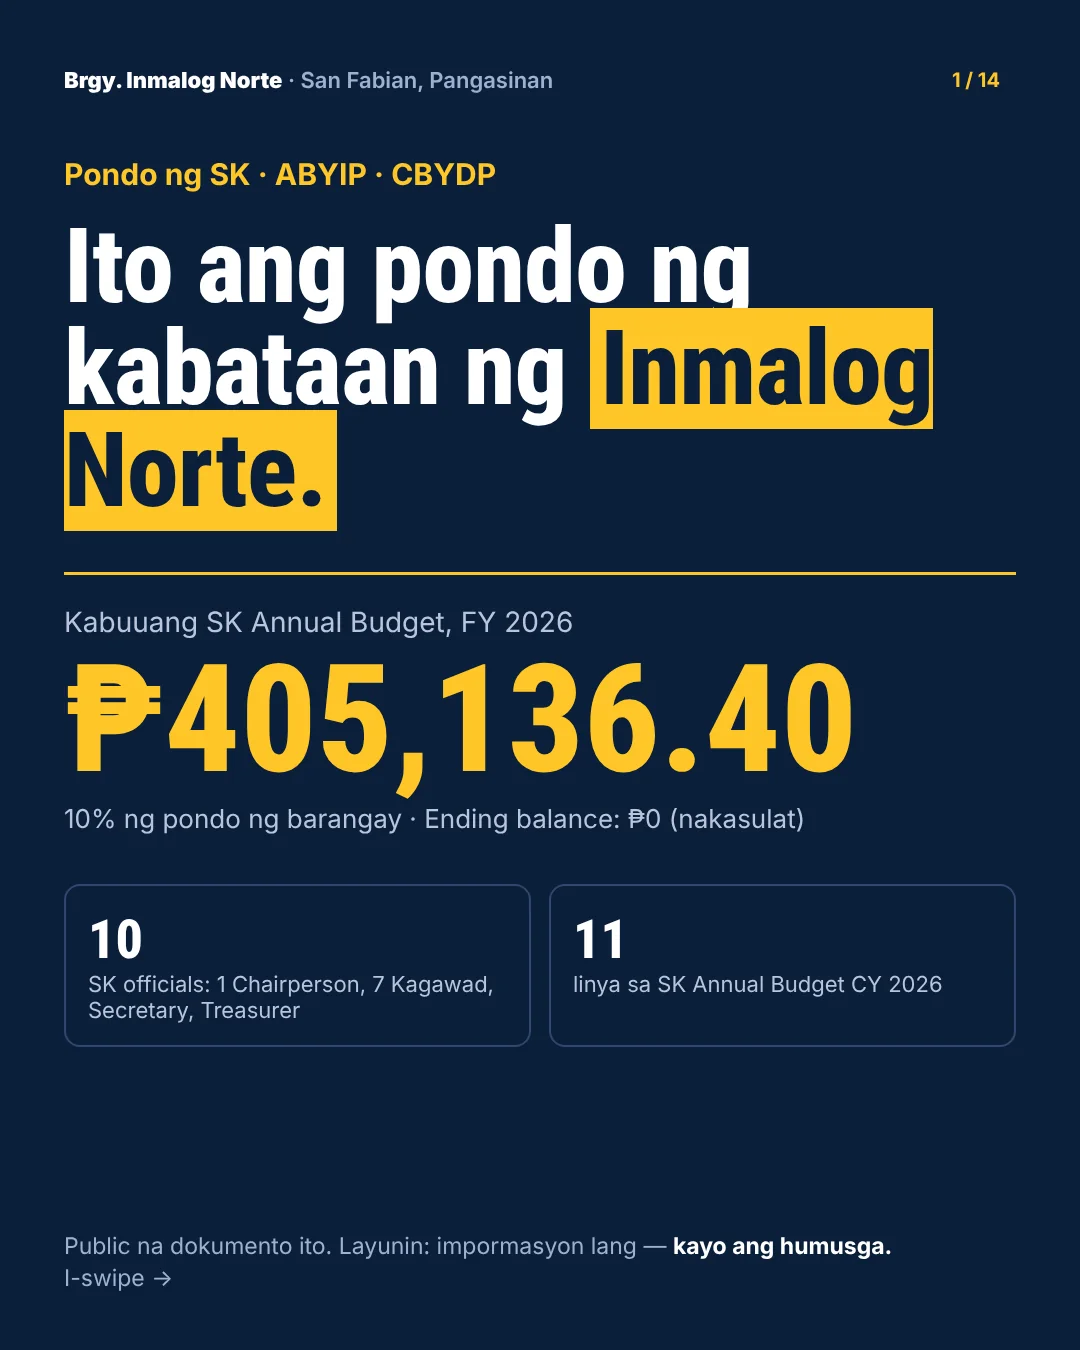 Brgy. Inmalog Norte · San Fabian, Pangasinan
1 / 14
Pondo ng SK · ABYIP · CBYDP
Ito ang pondo ng
kabataan ng Inmalog
Norte.
Kabuuang SK Annual Budget, FY 2026
₱405,136.40
10% ng pondo ng barangay · Ending balance: ₱0 (nakasulat)
10
SK officials: 1 Chairperson, 7 Kagawad,
Secretary, Treasurer
11
linya sa SK Annual Budget CY 2026
Public na dokumento ito. Layunin: impormasyon lang — kayo ang humusga.
I-swipe →